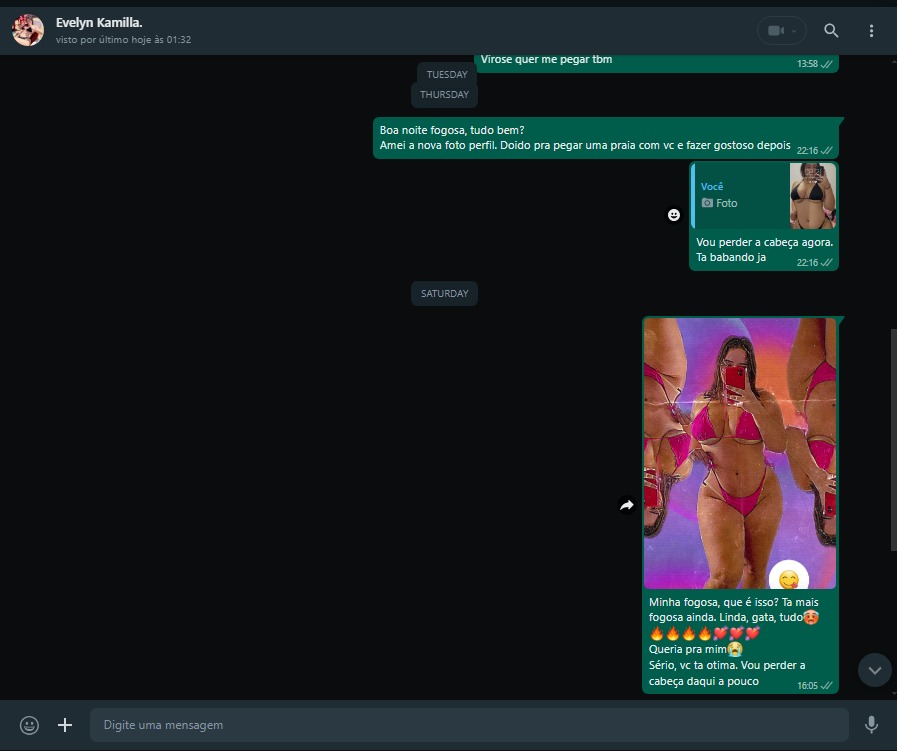 Evelyn Kamilla.
visto por último hoje às 01:32
Virose quer me pegar tbm
13:58
TUESDAY
THURSDAY
Boa noite fogosa, tudo bem?
Amei a nova foto perfil. Doido pra pegar uma praia com vc e fazer gostoso depois
22:16
Você
Foto
Vou perder a cabeça agora.
Ta babando ja
22:16
SATURDAY
Minha fogosa, que é isso? Ta mais
fogosa ainda. Linda, gata, tudo🥵
🔥🔥🔥🔥💞💞💞
Queria pra mim😭
Sério, vc ta otima. Vou perder a
cabeça daqui a pouco
16:05
Digite uma mensagem